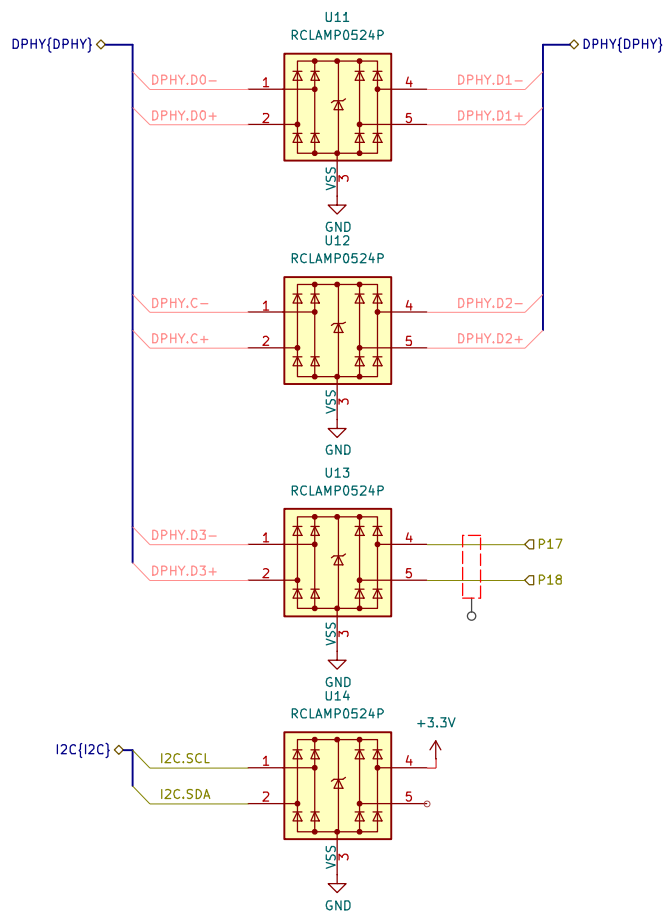 U11
RCLAMP0524P
DPHY{DPHY} DPHY{DPHY}
DPHY.D0- 1 4 DPHY.D1-
DPHY.D0+ 2 5 DPHY.D1+
VSS 3
GND
U12
RCLAMP0524P
DPHY.C- 1 4 DPHY.D2-
DPHY.C+ 2 5 DPHY.D2+
VSS 3
GND
U13
RCLAMP0524P
DPHY.D3- 1 4 P17
DPHY.D3+ 2 5 P18
VSS 3
GND
U14
RCLAMP0524P
+3.3V
I2C{I2C}
I2C.SCL 1 4
I2C.SDA 2 5
VSS 3
GND